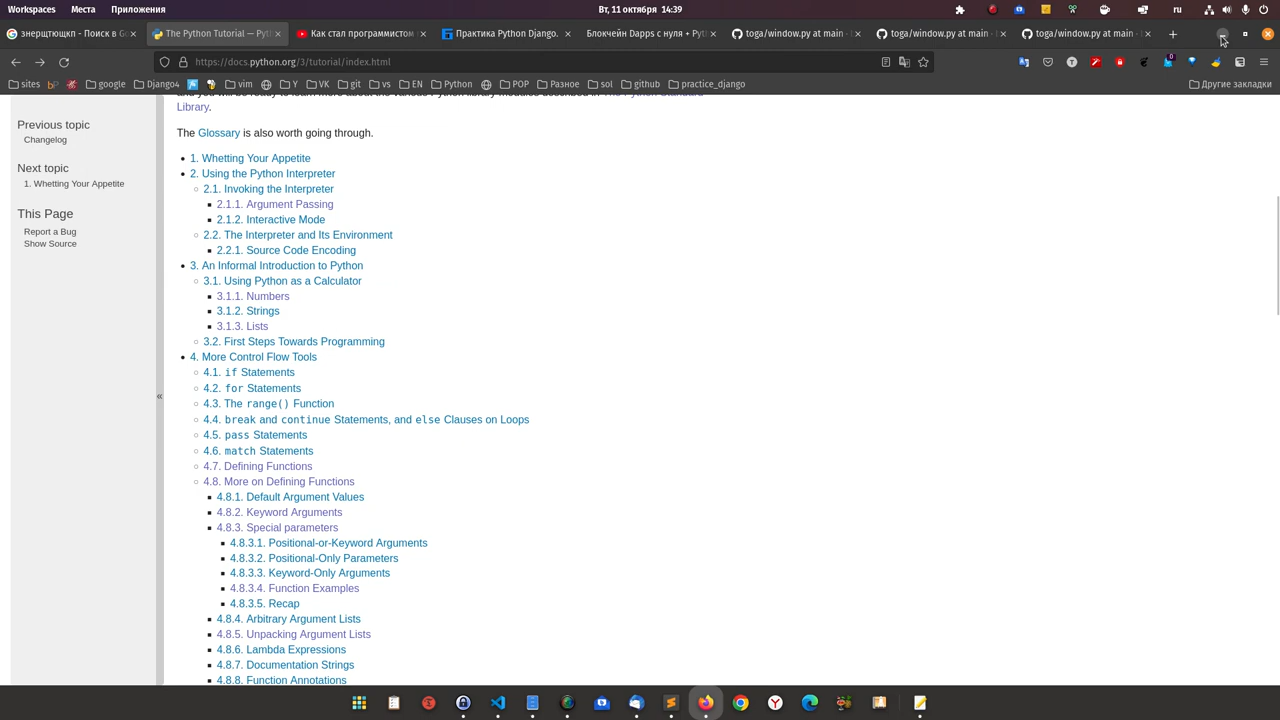 Workspaces Места Приложения Вт, 11 октября 14:39 ru
знерщтющкп - Поиск в Go The Python Tutorial — Pyth Как стал программистом Практика Python Django. Блокчейн Dapps с нуля + Pyth toga/window.py at main · toga/window.py at main · toga/window.py at main ·
https://docs.python.org/3/tutorial/index.html
sites google Django4 vim Y VK git vs EN Python POP Разное sol github practice_django Другие закладки
Library.
The Glossary is also worth going through.
Previous topic
Changelog
Next topic
1. Whetting Your Appetite
This Page
Report a Bug
Show Source
«
1. Whetting Your Appetite
2. Using the Python Interpreter
2.1. Invoking the Interpreter
2.1.1. Argument Passing
2.1.2. Interactive Mode
2.2. The Interpreter and Its Environment
2.2.1. Source Code Encoding
3. An Informal Introduction to Python
3.1. Using Python as a Calculator
3.1.1. Numbers
3.1.2. Strings
3.1.3. Lists
3.2. First Steps Towards Programming
4. More Control Flow Tools
4.1. if Statements
4.2. for Statements
4.3. The range() Function
4.4. break and continue Statements, and else Clauses on Loops
4.5. pass Statements
4.6. match Statements
4.7. Defining Functions
4.8. More on Defining Functions
4.8.1. Default Argument Values
4.8.2. Keyword Arguments
4.8.3. Special parameters
4.8.3.1. Positional-or-Keyword Arguments
4.8.3.2. Positional-Only Parameters
4.8.3.3. Keyword-Only Arguments
4.8.3.4. Function Examples
4.8.3.5. Recap
4.8.4. Arbitrary Argument Lists
4.8.5. Unpacking Argument Lists
4.8.6. Lambda Expressions
4.8.7. Documentation Strings
4.8.8. Function Annotations